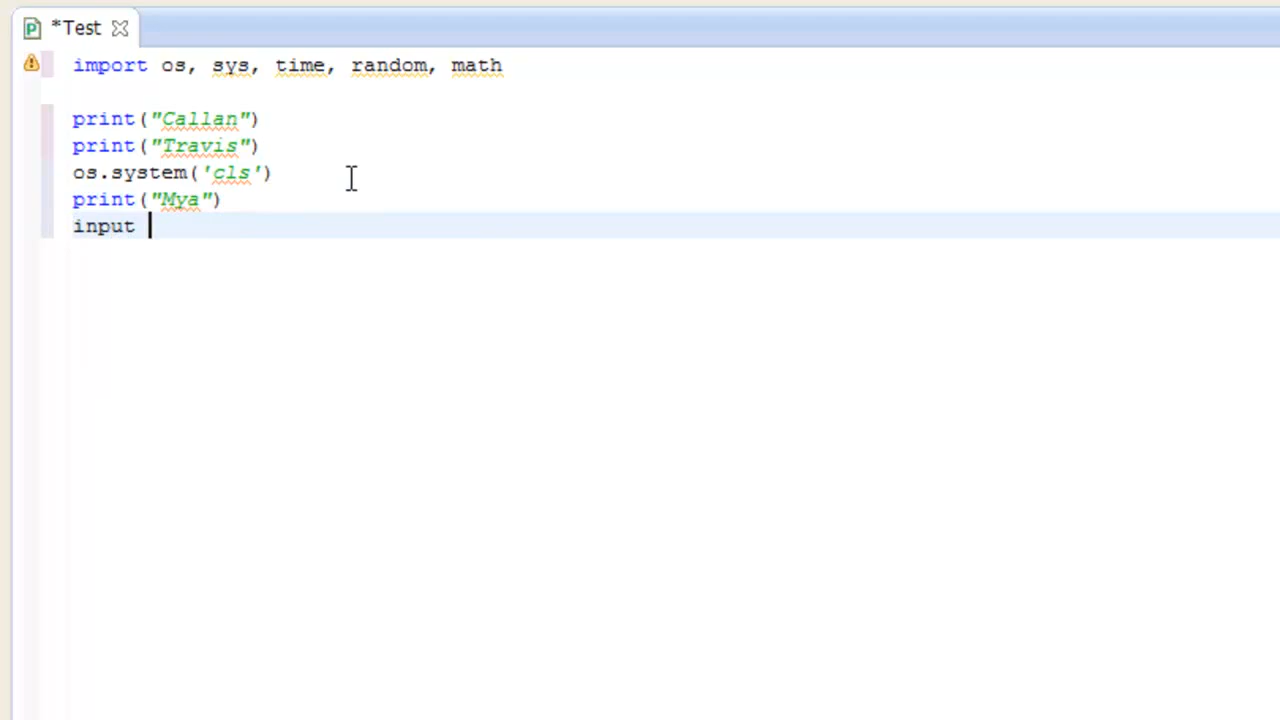 *Test
import os, sys, time, random, math
print("Callan")
print("Travis")
os.system('cls')
print("Mya")
input